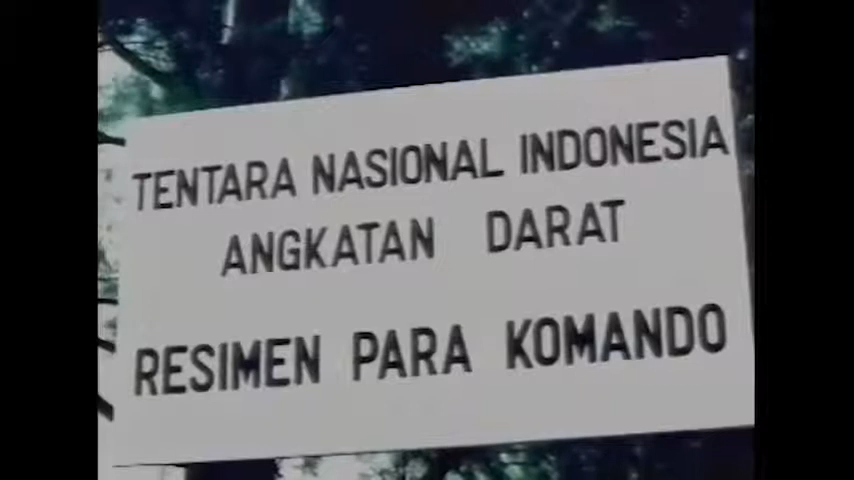 TENTARA NASIONAL INDONESIA
ANGKATAN DARAT
RESIMEN PARA KOMANDO